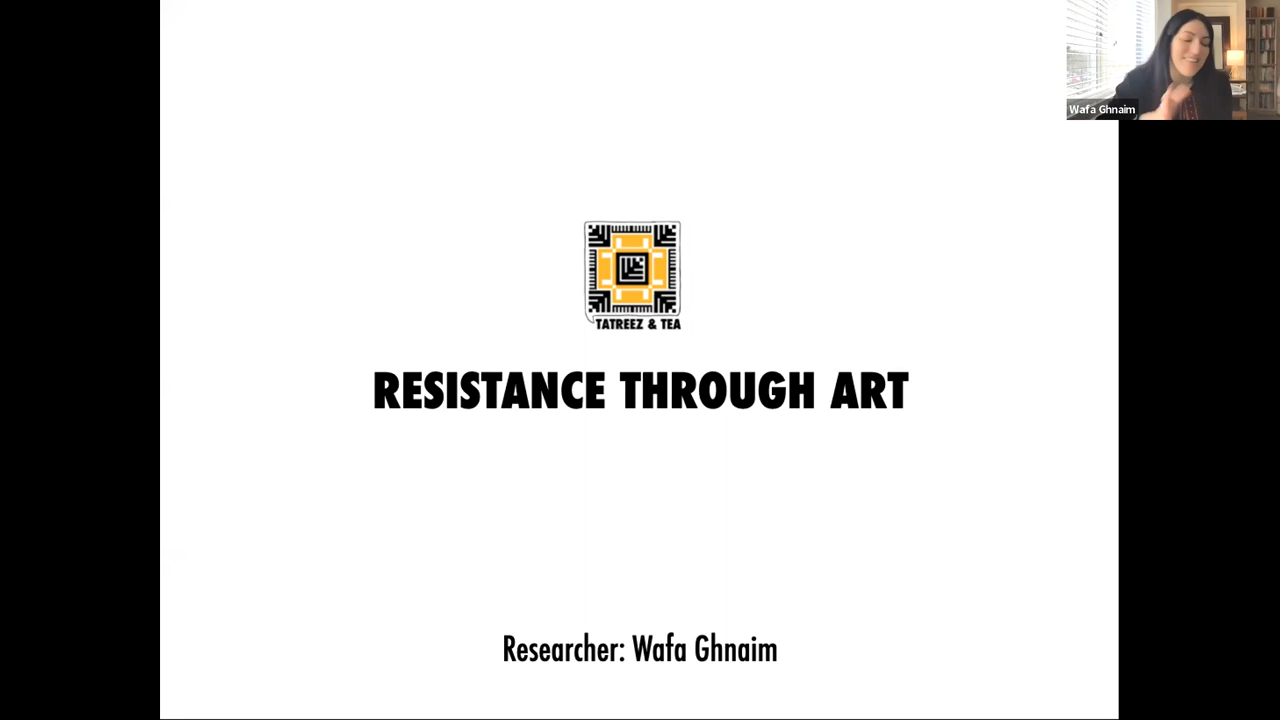 Wafa Ghnaim
TATREEZ & TEA
RESISTANCE THROUGH ART
Researcher: Wafa Ghnaim